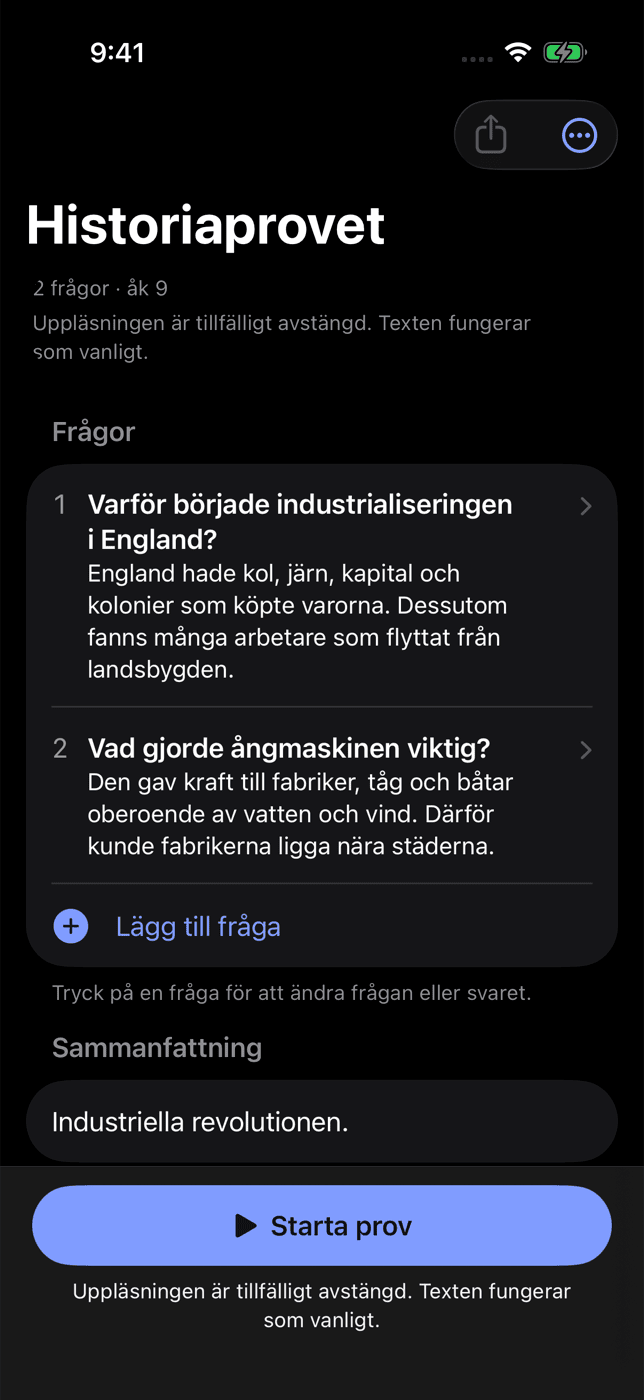 9:41
Historiaprovet
2 frågor · åk 9
Uppläsningen är tillfälligt avstängd. Texten fungerar
som vanligt.
Frågor
1 Varför började industrialiseringen
i England?
England hade kol, järn, kapital och
kolonier som köpte varorna. Dessutom
fanns många arbetare som flyttat från
landsbygden.
2 Vad gjorde ångmaskinen viktig?
Den gav kraft till fabriker, tåg och båtar
oberoende av vatten och vind. Därför
kunde fabrikerna ligga nära städerna.
Lägg till fråga
Tryck på en fråga för att ändra frågan eller svaret.
Sammanfattning
Industriella revolutionen.
Starta prov
Uppläsningen är tillfälligt avstängd. Texten fungerar
som vanligt.